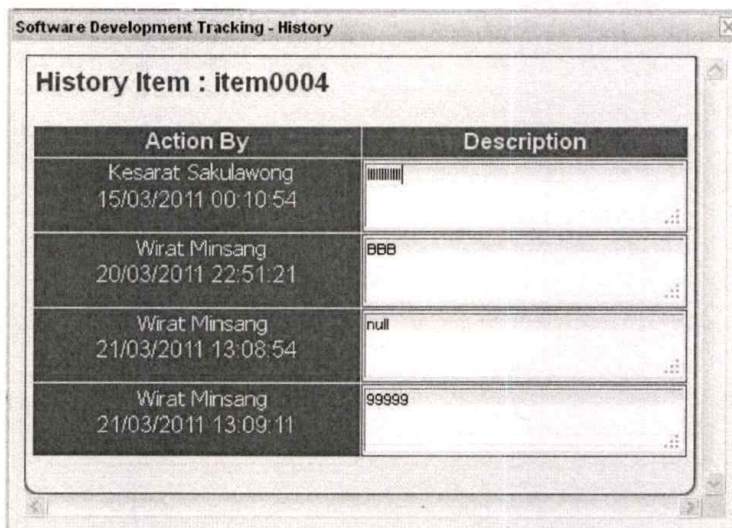 Software Development Tracking - History
History Item : item0004
Action By Description
Kesarat Sakulawong
15/03/2011 00:10:54
Wirat Minsang BBB
20/03/2011 22:51:21
Wirat Minsang null
21/03/2011 13:08:54
Wirat Minsang 99999
21/03/2011 13:09:11